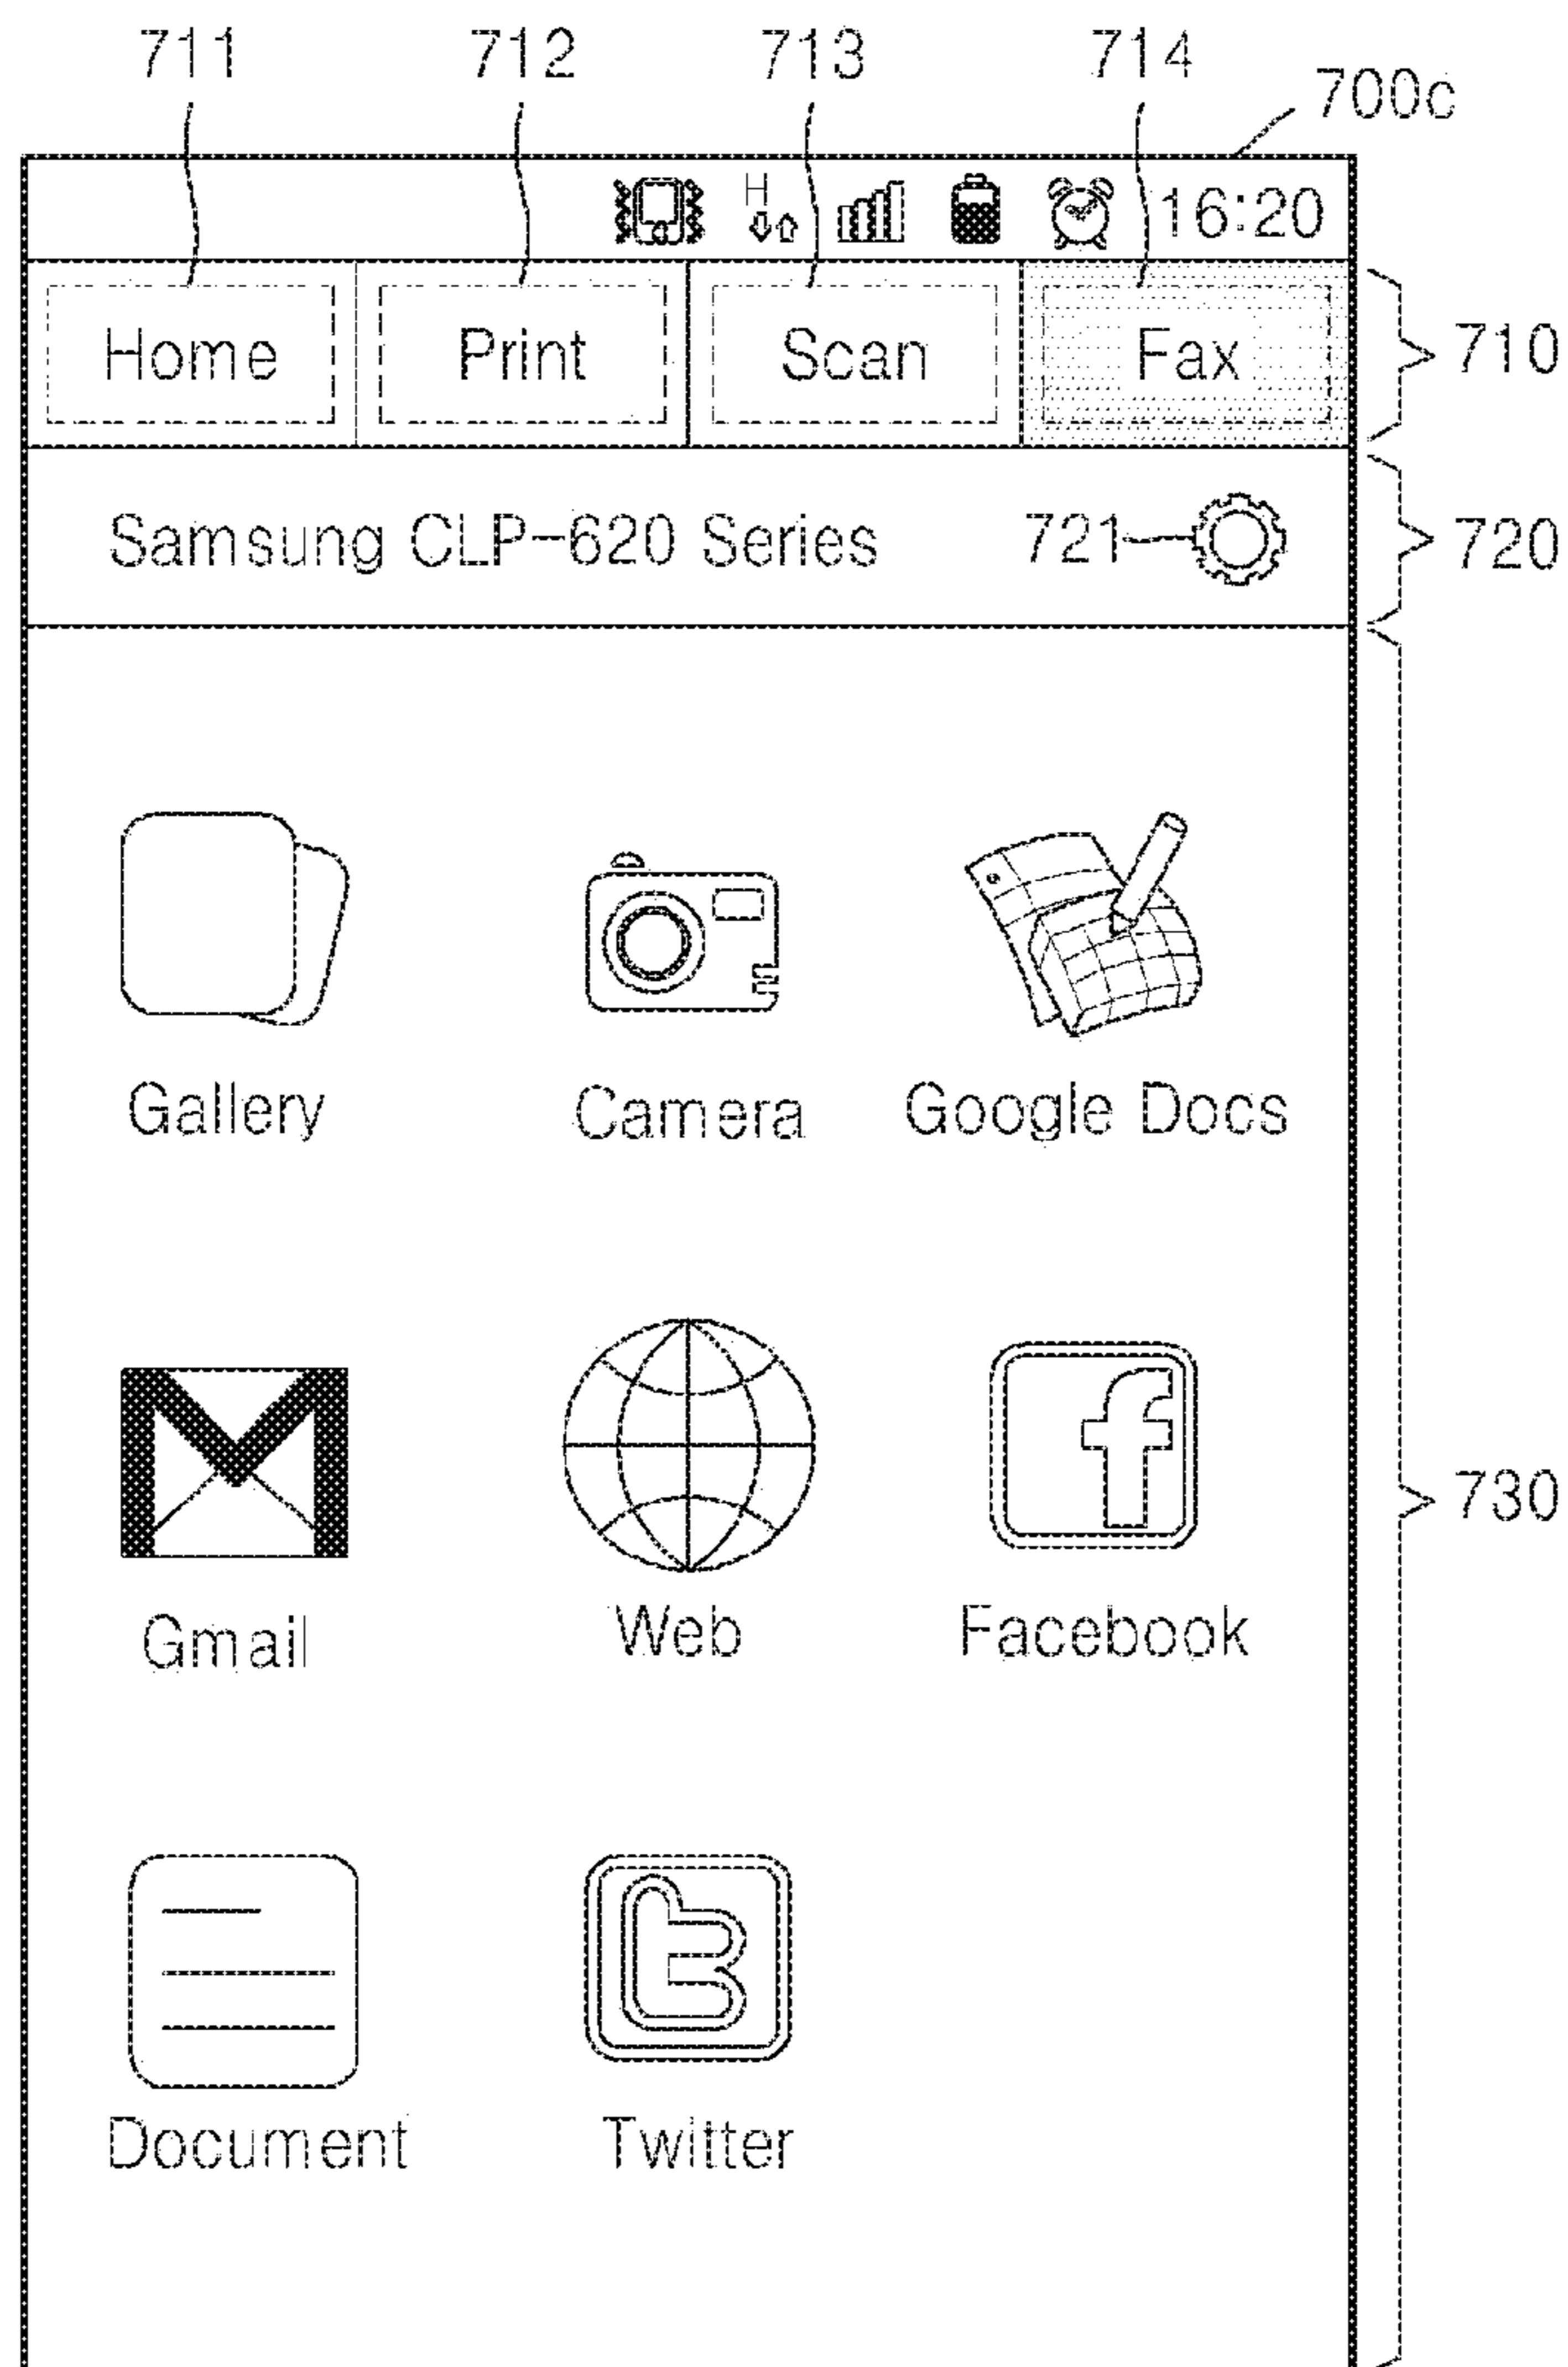 711 712 713 714
700c
H 16:20
Home Print Scan Fax 710
Samsung CLP-620 Series 721 720
Gallery Camera Google Docs
730
Gmail Web Facebook
Document Twitter